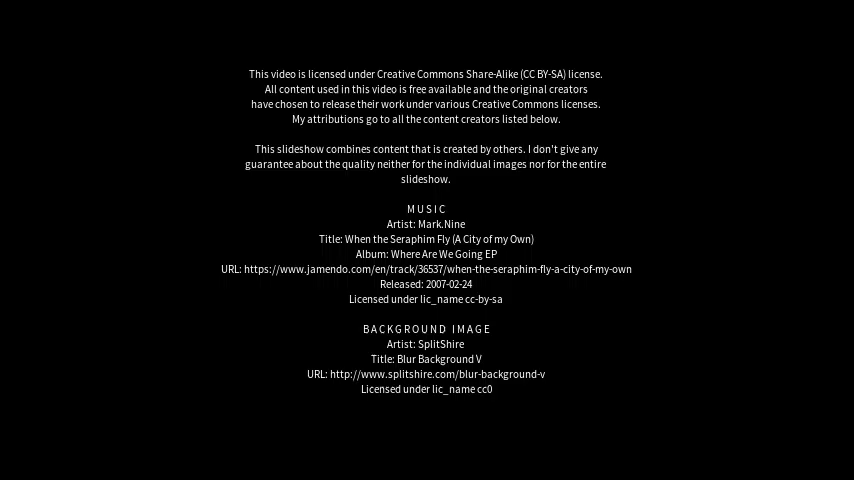 This video is licensed under Creative Commons Share-Alike (CC BY-SA) license.
All content used in this video is free available and the original creators
have chosen to release their work under various Creative Commons licenses.
My attributions go to all the content creators listed below.
This slideshow combines content that is created by others. I don't give any
guarantee about the quality neither for the individual images nor for the entire
slideshow.
MUSIC
Artist: Mark.Nine
Title: When the Seraphim Fly (A City of my Own)
Album: Where Are We Going EP
URL: https://www.jamendo.com/en/track/36537/when-the-seraphim-fly-a-city-of-my-own
Released: 2007-02-24
Licensed under lic_name cc-by-sa
BACKGROUND IMAGE
Artist: SplitShire
Title: Blur Background V
URL: http://www.splitshire.com/blur-background-v
Licensed under lic_name cc0